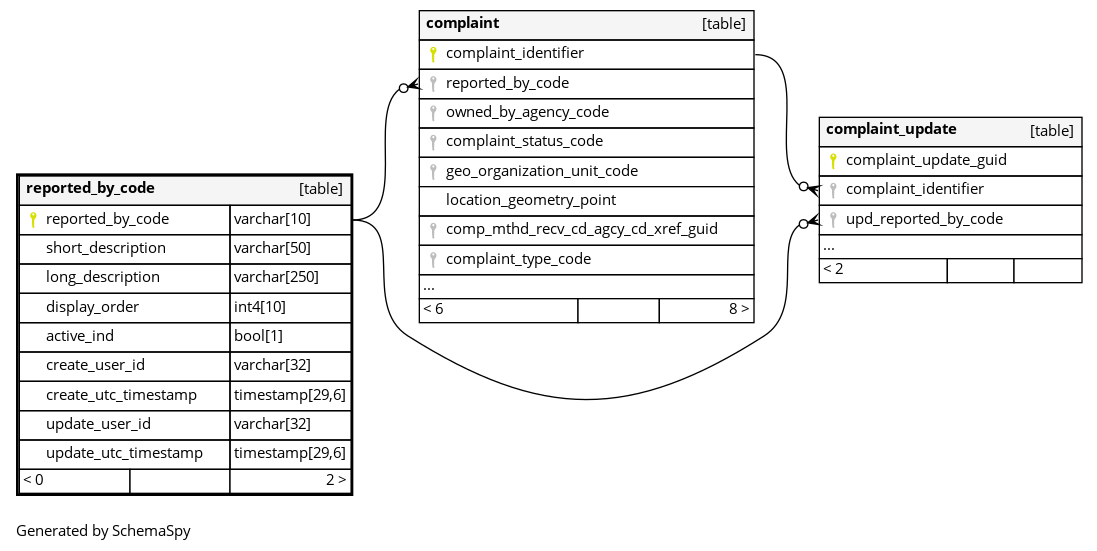 complaint [table]
complaint_identifier
reported_by_code
owned_by_agency_code
complaint_status_code
geo_organization_unit_code
location_geometry_point
comp_mthd_recv_cd_agcy_cd_xref_guid
complaint_type_code
...
< 6 8 >
complaint_update [table]
complaint_update_guid
complaint_identifier
upd_reported_by_code
...
< 2
reported_by_code [table]
reported_by_code varchar[10]
short_description varchar[50]
long_description varchar[250]
display_order int4[10]
active_ind bool[1]
create_user_id varchar[32]
create_utc_timestamp timestamp[29,6]
update_user_id varchar[32]
update_utc_timestamp timestamp[29,6]
< 0 2 >
Generated by SchemaSpy